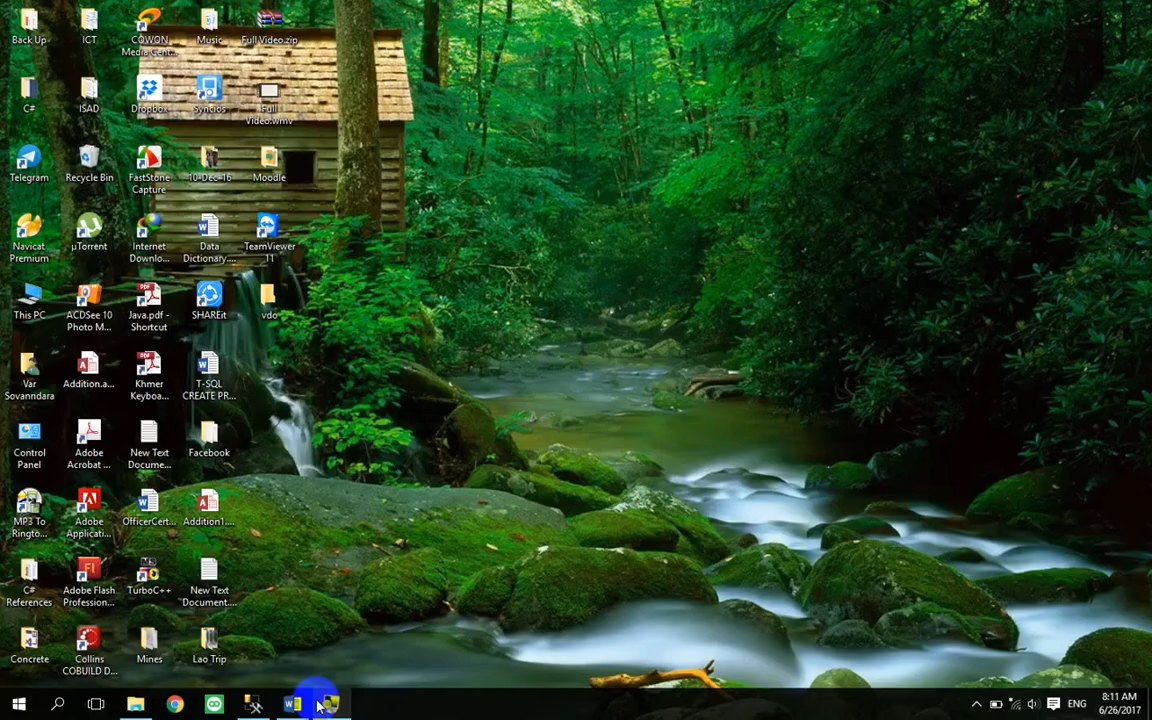 Back Up
ICT
COWON
Media Cent...
Music
Full Video.zip
C#
ISAD
Dropbox
Syncios
Full
Video.wmv
Telegram
Recycle Bin
FastStone
Capture
10-Dec-16
Moodle
Navicat
Premium
µTorrent
Internet
Downlo...
Data
Dictionary....
TeamViewer
11
This PC
ACDSee 10
Photo M...
Java.pdf -
Shortcut
SHAREit
vdo
Var
Sovanndara
Addition.a...
Khmer
Keyboa...
T-SQL
CREATE PR...
Control
Panel
Adobe
Acrobat ...
New Text
Docume...
Facebook
MP3 To
Ringto...
Adobe
Applicati...
OfficerCert...
Addition1....
C#
References
Adobe Flash
Profession...
TurboC++
New Text
Document....
Concrete
Collins
COBUILD D...
Mines
Lao Trip
ENG
8:11 AM
6/26/2017